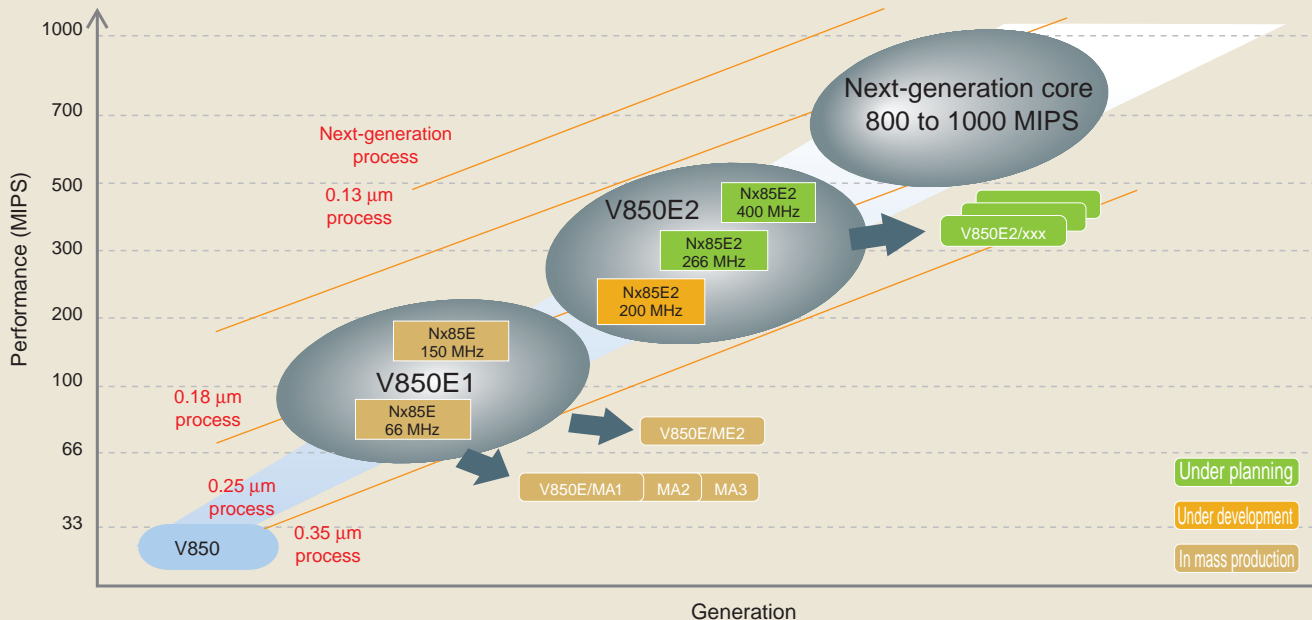 Performance (MIPS)
1000
700
500
300
200
100
66
33
Next-generation
process
0.13 µm
process
0.18 µm
process
0.25 µm
process
0.35 µm
process
V850
V850E1
Nx85E
150 MHz
Nx85E
66 MHz
V850E2
Nx85E2
400 MHz
Nx85E2
266 MHz
Nx85E2
200 MHz
Next-generation core
800 to 1000 MIPS
V850E2/xxx
V850E/ME2
V850E/MA1
MA2
MA3
Under planning
Under development
In mass production
Generation